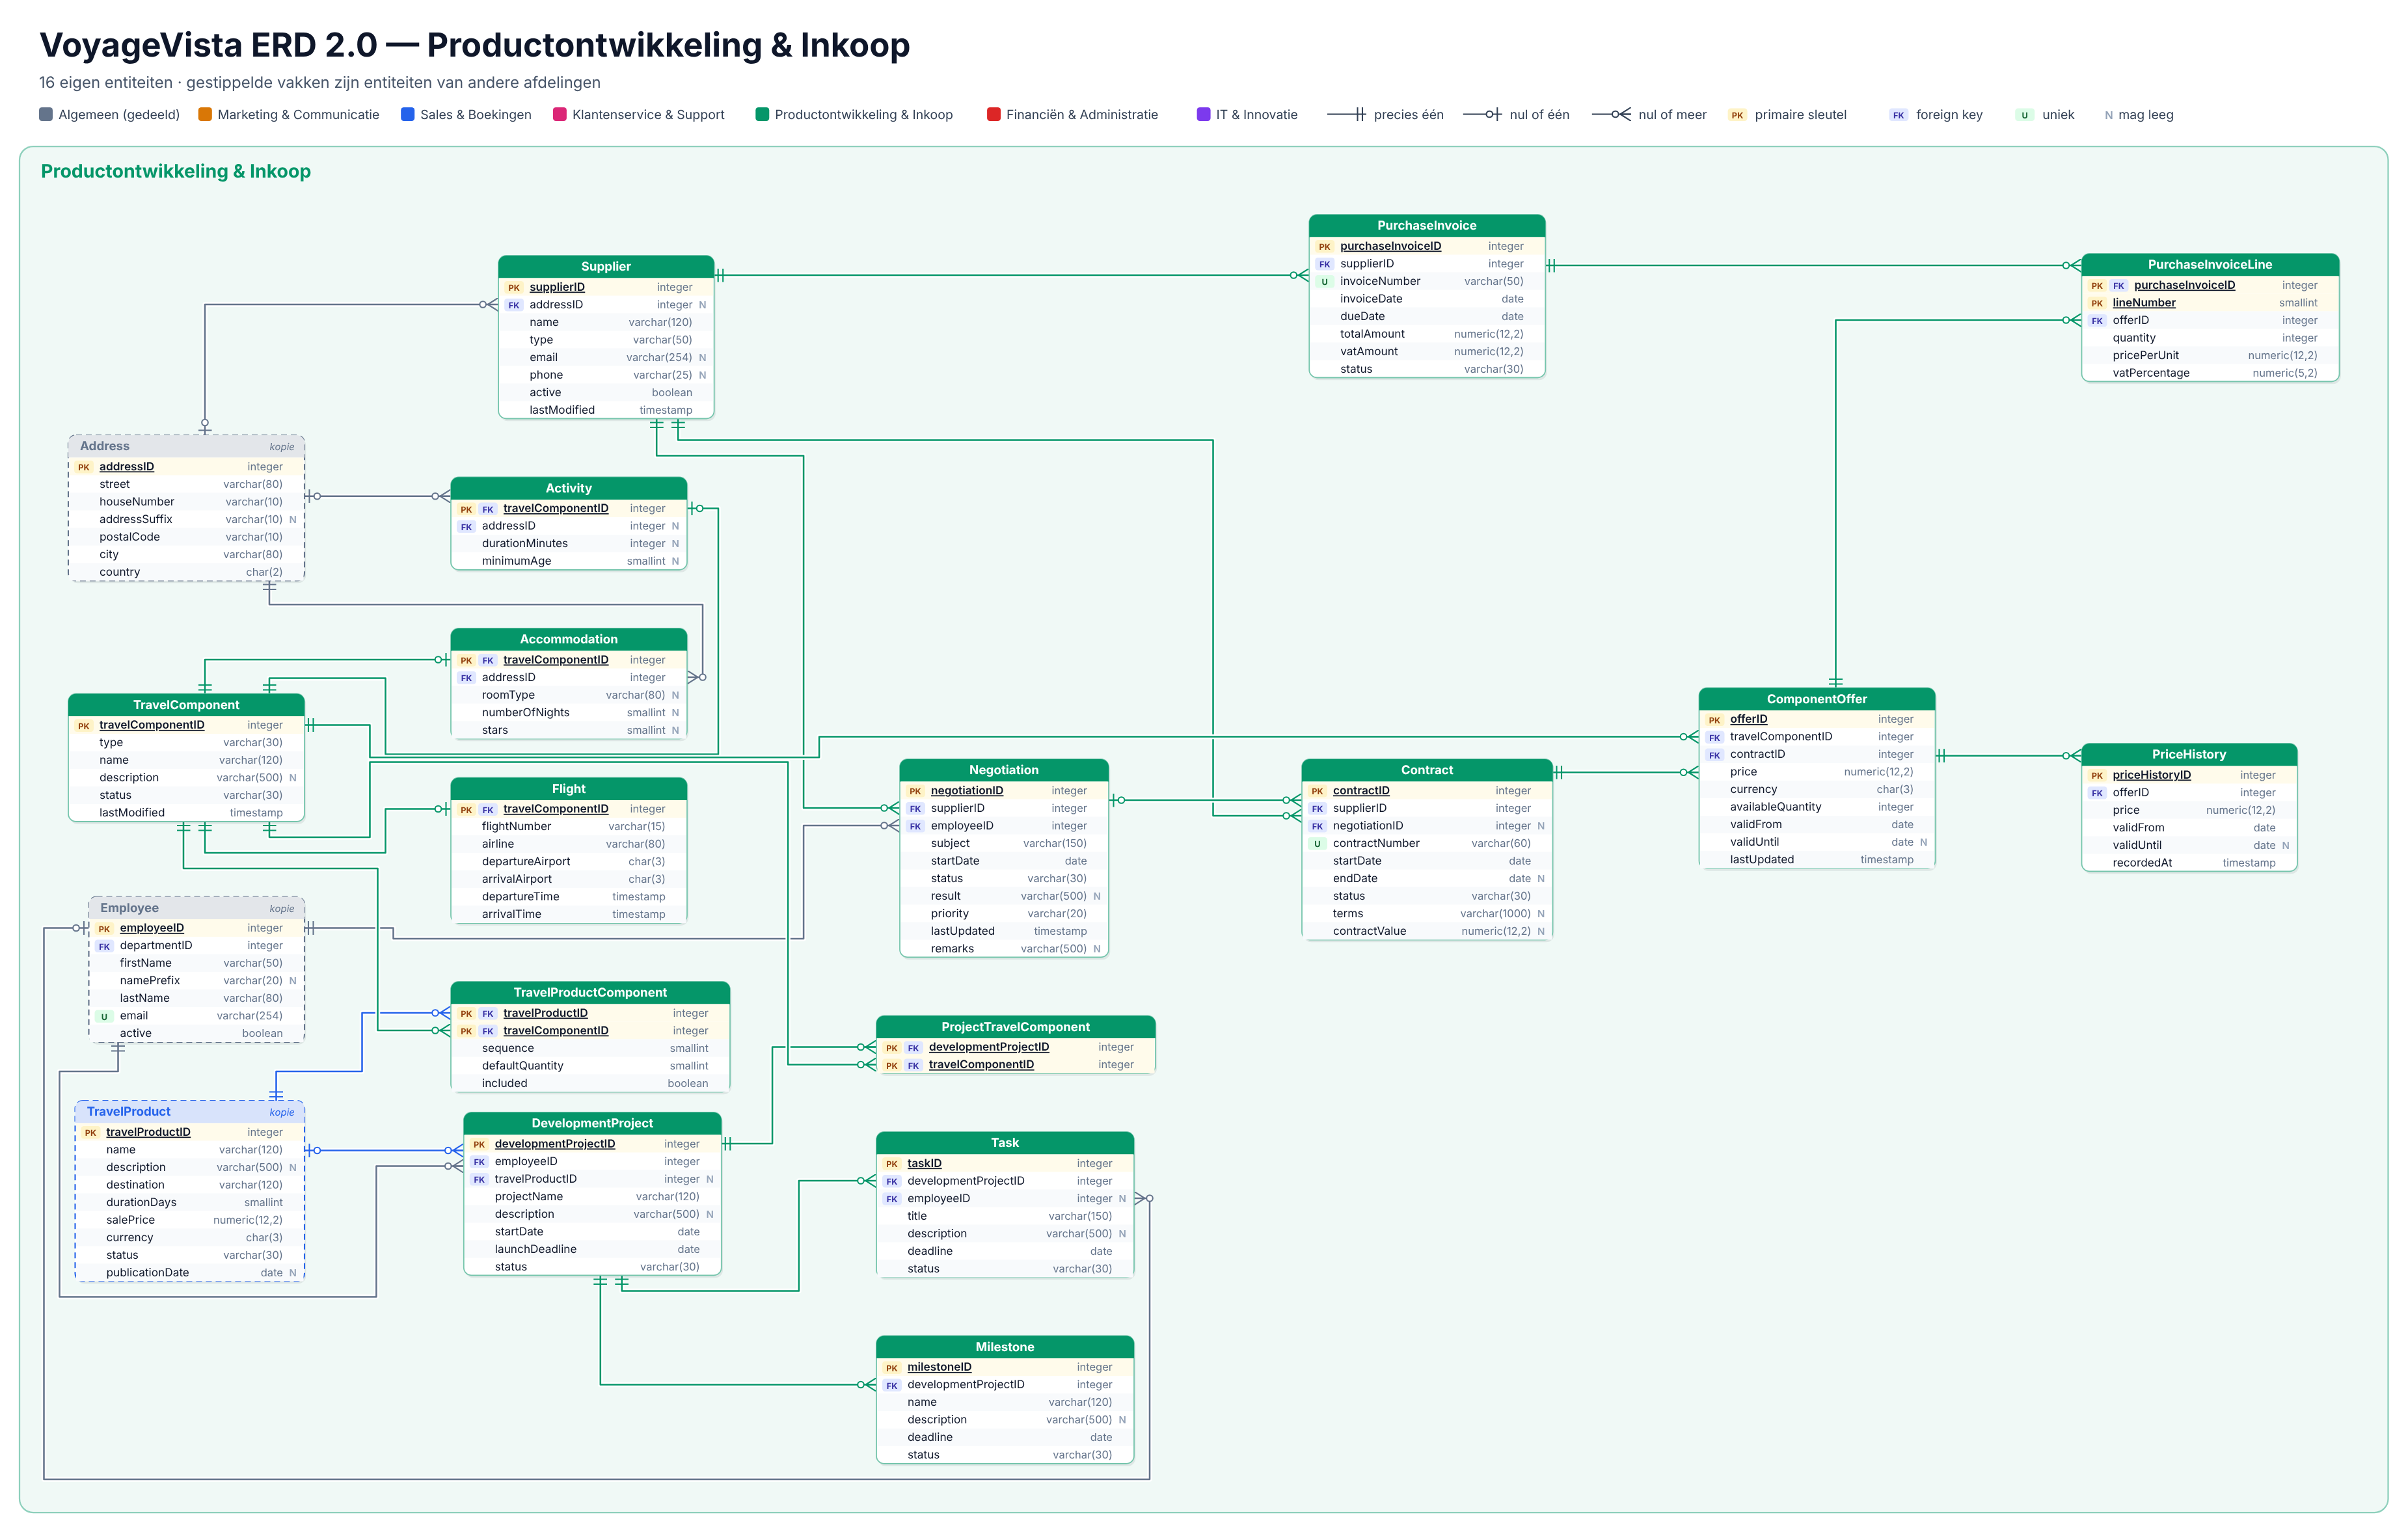 VoyageVista ERD 2.0 — Productontwikkeling & Inkoop
16 eigen entiteiten · gestippelde vakken zijn entiteiten van andere afdelingen
Algemeen (gedeeld) Marketing & Communicatie Sales & Boekingen Klantenservice & Support Productontwikkeling & Inkoop Financiën & Administratie IT & Innovatie precies één nul of één nul of meer PK primaire sleutel FK foreign key U uniek N mag leeg
Productontwikkeling & Inkoop
PurchaseInvoice
PK purchaseInvoiceID integer
FK supplierID integer
U invoiceNumber varchar(50)
invoiceDate date
dueDate date
totalAmount numeric(12,2)
vatAmount numeric(12,2)
status varchar(30)
Supplier
PK supplierID integer
FK addressID integer N
name varchar(120)
type varchar(50)
email varchar(254) N
phone varchar(25) N
active boolean
lastModified timestamp
PurchaseInvoiceLine
PK FK purchaseInvoiceID integer
PK lineNumber smallint
FK offerID integer
quantity integer
pricePerUnit numeric(12,2)
vatPercentage numeric(5,2)
Address kopie
PK addressID integer
street varchar(80)
houseNumber varchar(10)
addressSuffix varchar(10) N
postalCode varchar(10)
city varchar(80)
country char(2)
Activity
PK FK travelComponentID integer
FK addressID integer N
durationMinutes integer N
minimumAge smallint N
Accommodation
PK FK travelComponentID integer
FK addressID integer
roomType varchar(80) N
numberOfNights smallint N
stars smallint N
TravelComponent
PK travelComponentID integer
type varchar(30)
name varchar(120)
description varchar(500) N
status varchar(30)
lastModified timestamp
Flight
PK FK travelComponentID integer
flightNumber varchar(15)
airline varchar(80)
departureAirport char(3)
arrivalAirport char(3)
departureTime timestamp
arrivalTime timestamp
Negotiation
PK negotiationID integer
FK supplierID integer
FK employeeID integer
subject varchar(150)
startDate date
status varchar(30)
result varchar(500) N
priority varchar(20)
lastUpdated timestamp
remarks varchar(500) N
Contract
PK contractID integer
FK supplierID integer
FK negotiationID integer N
U contractNumber varchar(60)
startDate date
endDate date N
status varchar(30)
terms varchar(1000) N
contractValue numeric(12,2) N
ComponentOffer
PK offerID integer
FK travelComponentID integer
FK contractID integer
price numeric(12,2)
currency char(3)
availableQuantity integer
validFrom date
validUntil date N
lastUpdated timestamp
PriceHistory
PK priceHistoryID integer
FK offerID integer
price numeric(12,2)
validFrom date
validUntil date N
recordedAt timestamp
Employee kopie
PK employeeID integer
FK departmentID integer
firstName varchar(50)
namePrefix varchar(20) N
lastName varchar(80)
U email varchar(254)
active boolean
TravelProductComponent
PK FK travelProductID integer
PK FK travelComponentID integer
sequence smallint
defaultQuantity smallint
included boolean
ProjectTravelComponent
PK FK developmentProjectID integer
PK FK travelComponentID integer
TravelProduct kopie
PK travelProductID integer
name varchar(120)
description varchar(500) N
destination varchar(120)
durationDays smallint
salePrice numeric(12,2)
currency char(3)
status varchar(30)
publicationDate date N
DevelopmentProject
PK developmentProjectID integer
FK employeeID integer
FK travelProductID integer N
projectName varchar(120)
description varchar(500) N
startDate date
launchDeadline date
status varchar(30)
Task
PK taskID integer
FK developmentProjectID integer
FK employeeID integer N
title varchar(150)
description varchar(500) N
deadline date
status varchar(30)
Milestone
PK milestoneID integer
FK developmentProjectID integer
name varchar(120)
description varchar(500) N
deadline date
status varchar(30)